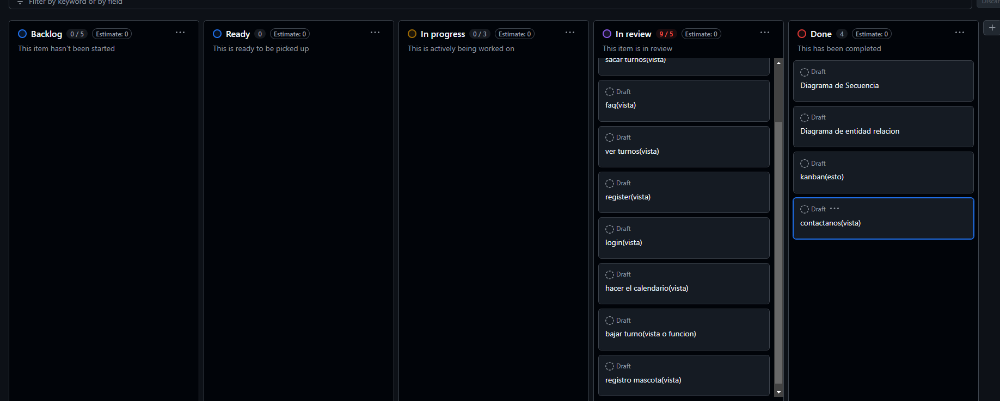 Filter by keyword or by field
Discar
Backlog 0 / 5 Estimate: 0
This item hasn't been started
Ready 0 Estimate: 0
This is ready to be picked up
In progress 0 / 3 Estimate: 0
This is actively being worked on
In review 9 / 5 Estimate: 0
This item is in review
sacar turnos(vista)
Draft
faq(vista)
Draft
ver turnos(vista)
Draft
register(vista)
Draft
login(vista)
Draft
hacer el calendario(vista)
Draft
bajar turno(vista o funcion)
Draft
registro mascota(vista)
Done 4 Estimate: 0
This has been completed
Draft
Diagrama de Secuencia
Draft
Diagrama de entidad relacion
Draft
kanban(esto)
Draft
contactanos(vista)